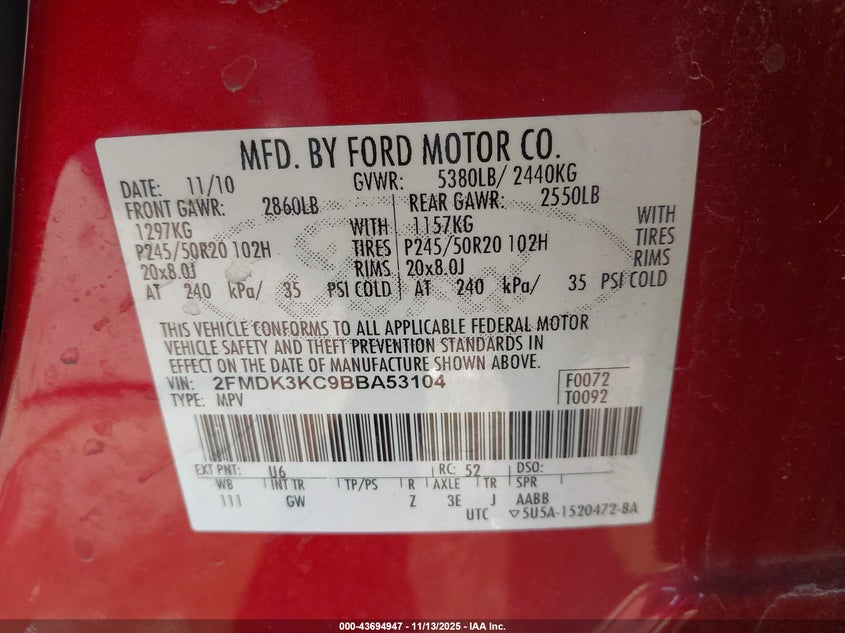 MFD. BY FORD MOTOR CO.
DATE: 11/10 GVWR: 5380LB/ 2440KG
FRONT GAWR: 2860LB REAR GAWR: 2550LB
1297KG WITH 1157KG WITH
P245/50R20 102H TIRES P245/50R20 102H TIRES
20x8.0J RIMS 20x8.0J RIMS
AT 240 kPa/ 35 PSI COLD AT 240 kPa/ 35 PSI COLD
THIS VEHICLE CONFORMS TO ALL APPLICABLE FEDERAL MOTOR
VEHICLE SAFETY AND THEFT PREVENTION STANDARDS IN
EFFECT ON THE DATE OF MANUFACTURE SHOWN ABOVE.
VIN: 2FMDK3KC9BBA53104 F0072
TYPE: MPV T0092
EXT PNT: U6 RC: 52 DSO:
WB INT TR TP/PS R AXLE TR SPR
111 GW Z 3E J AABB
UTC ▽5U5A-1520472-BA
000-43694947 - 11/13/2025 - IAA Inc.